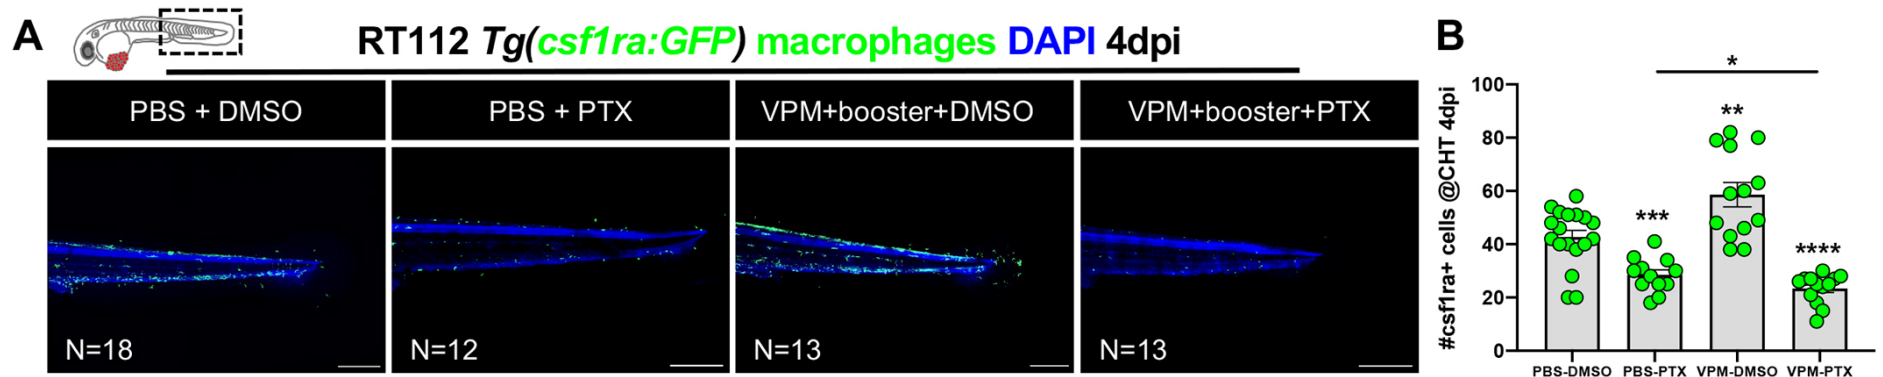 A
RT112 Tg(csf1ra:GFP) macrophages DAPI 4dpi
PBS + DMSO
PBS + PTX
VPM+booster+DMSO
VPM+booster+PTX
N=18
N=12
N=13
N=13
B
#csf1ra+ cells @CHT 4dpi
100
80
60
40
20
0
*
***
**
****
PBS-DMSO
PBS-PTX
VPM-DMSO
VPM-PTX